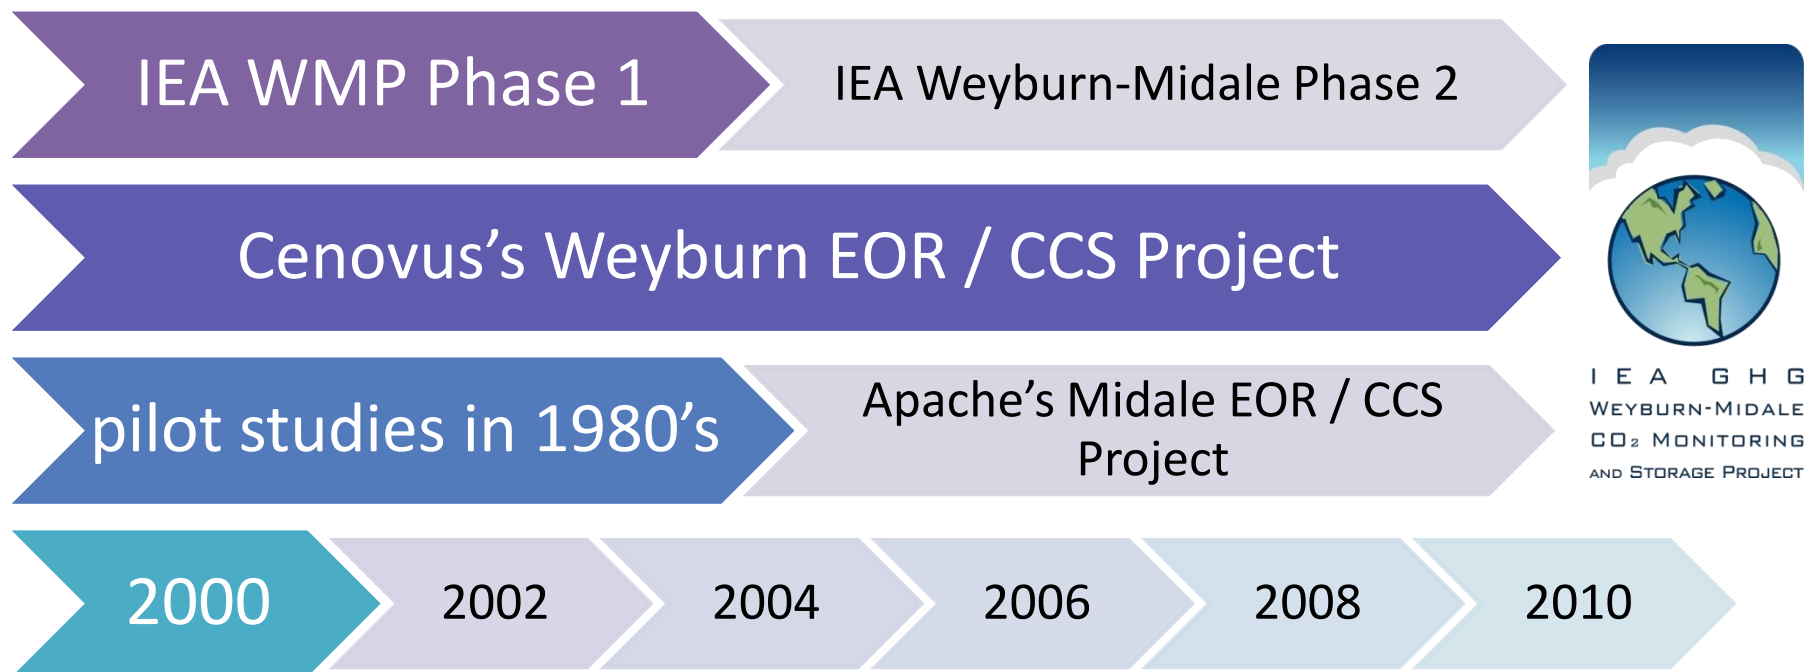 IEA WMP Phase 1
IEA Weyburn-Midale Phase 2
Cenovus’s Weyburn EOR / CCS Project
pilot studies in 1980’s
Apache’s Midale EOR / CCS
Project
2000
2002
2004
2006
2008
2010
IEA GHG
WEYBURN-MIDALE
CO₂ MONITORING
AND STORAGE PROJECT